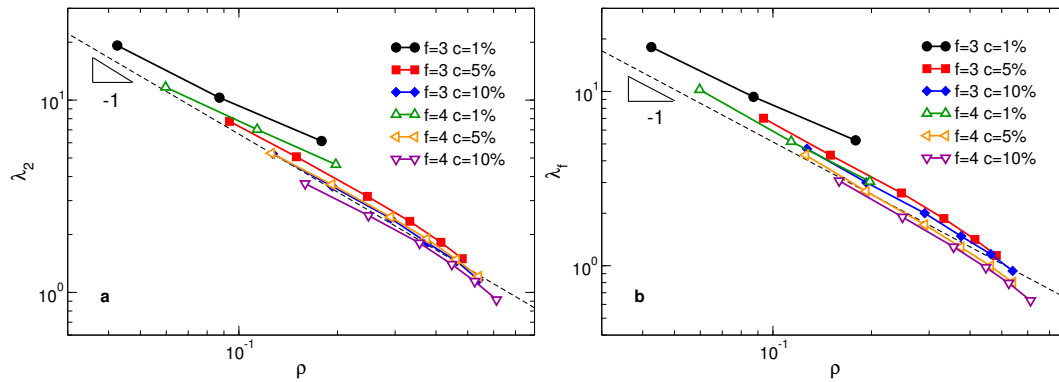 10¹
10⁰
λ₂
-1
f=3 c=1%
f=3 c=5%
f=3 c=10%
f=4 c=1%
f=4 c=5%
f=4 c=10%
a
10⁻¹
ρ
10¹
10⁰
λf
-1
f=3 c=1%
f=3 c=5%
f=3 c=10%
f=4 c=1%
f=4 c=5%
f=4 c=10%
b
10⁻¹
ρ